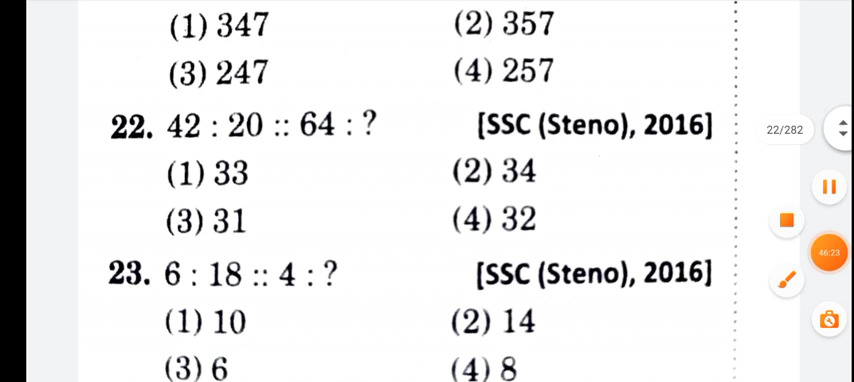 (1) 347 (2) 357
(3) 247 (4) 257
22. 42 : 20 :: 64 : ? [SSC (Steno), 2016]
22/282
(1) 33 (2) 34
(3) 31 (4) 32
46:23
23. 6 : 18 :: 4 : ? [SSC (Steno), 2016]
(1) 10 (2) 14
(3) 6 (4) 8